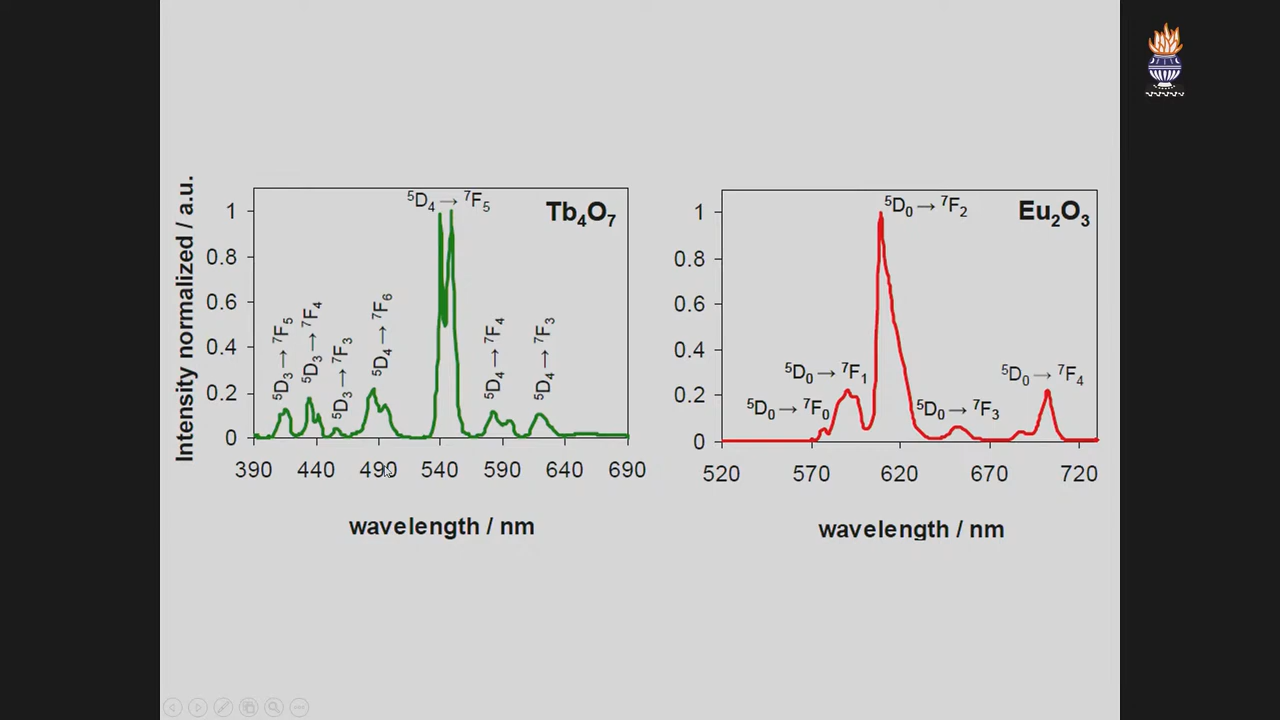 Intensity normalized / a.u.
⁵D₄ → ⁷F₅
Tb₄O₇
1
0.8
0.6
0.4
0.2
0
⁵D₃ → ⁷F₅
⁵D₃ → ⁷F₄
⁵D₃ → ⁷F₃
⁵D₄ → ⁷F₆
⁵D₄ → ⁷F₄
⁵D₄ → ⁷F₃
390 440 490 540 590 640 690
wavelength / nm
⁵D₀ → ⁷F₂
Eu₂O₃
1
0.8
0.6
0.4
0.2
0
⁵D₀ → ⁷F₁
⁵D₀ → ⁷F₄
⁵D₀ → ⁷F₀
⁵D₀ → ⁷F₃
520 570 620 670 720
wavelength / nm